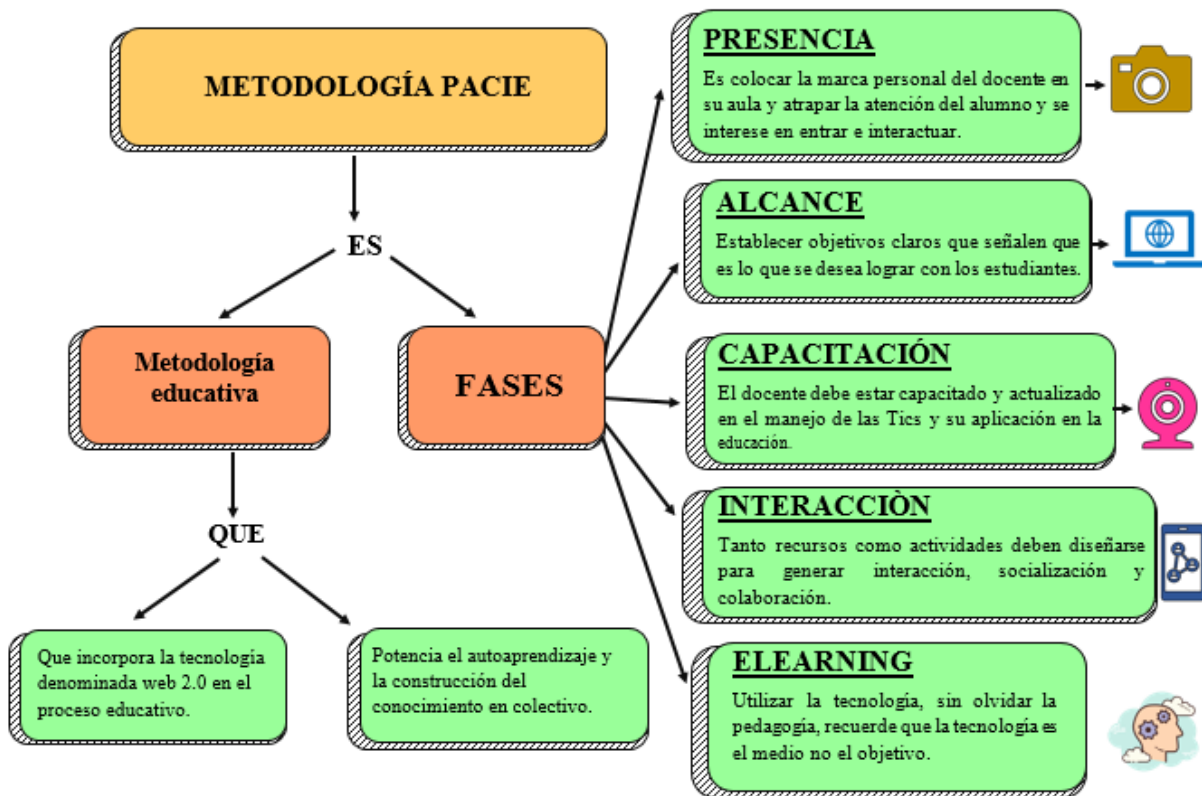 METODOLOGÍA PACIE
ES
Metodología
educativa
FASES
QUE
Que incorpora la tecnología
denominada web 2.0 en el
proceso educativo.
Potencia el autoaprendizaje y
la construcción del
conocimiento en colectivo.
PRESENCIA
Es colocar la marca personal del docente en
su aula y atrapar la atención del alumno y se
interese en entrar e interactuar.
ALCANCE
Establecer objetivos claros que señalen que
es lo que se desea lograr con los estudiantes.
CAPACITACIÓN
El docente debe estar capacitado y actualizado
en el manejo de las Tics y su aplicación en la
educación.
INTERACCIÒN
Tanto recursos como actividades deben diseñarse
para generar interacción, socialización y
colaboración.
ELEARNING
Utilizar la tecnología, sin olvidar la
pedagogía, recuerde que la tecnología es
el medio no el objetivo.